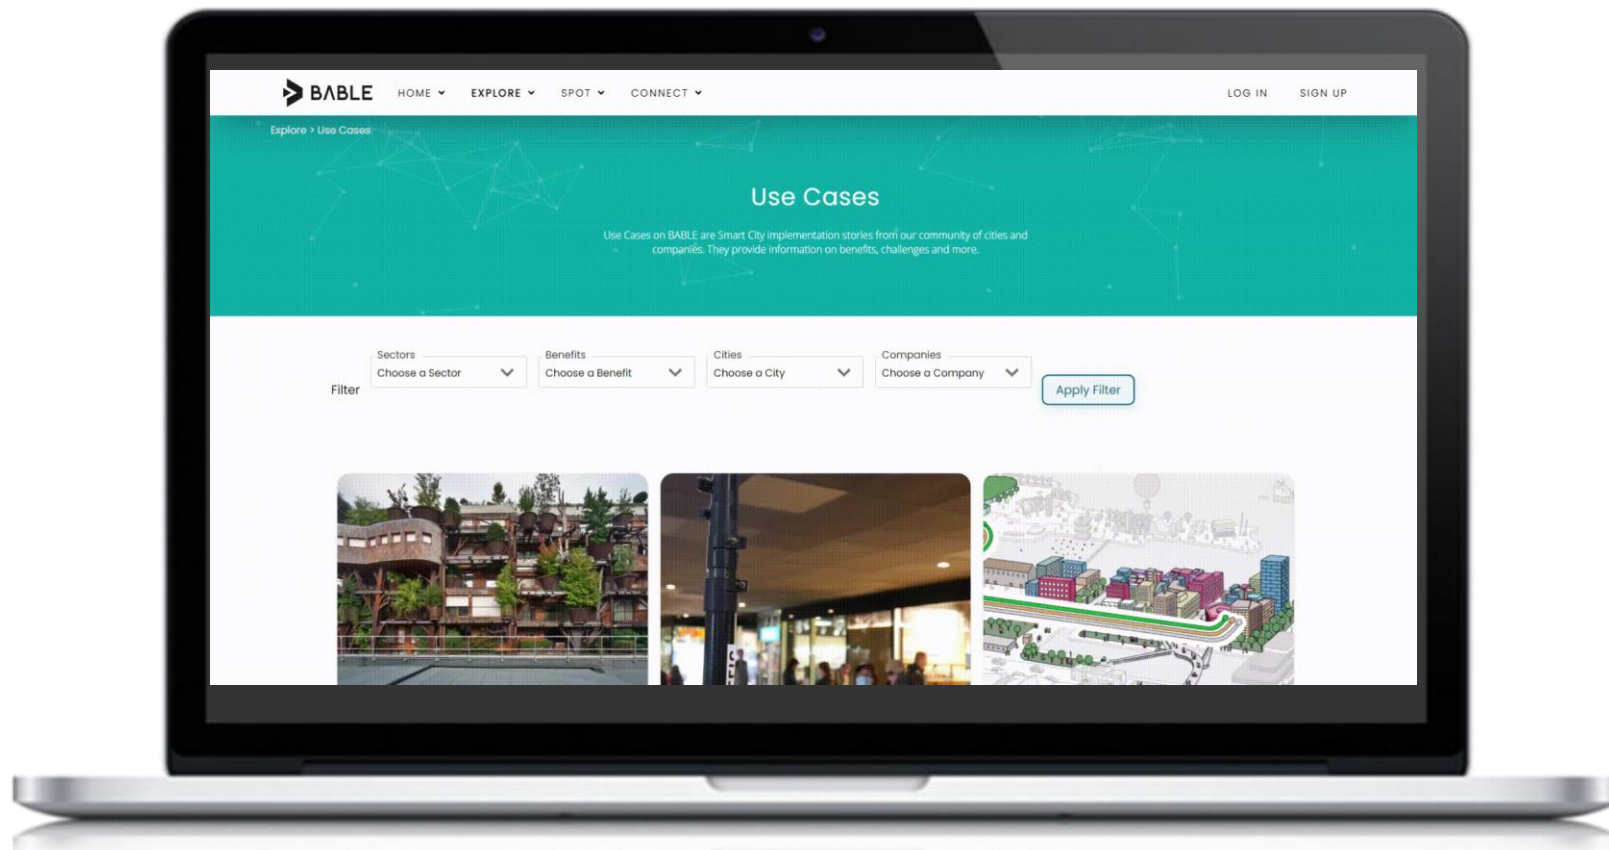 BABLE HOME EXPLORE SPOT CONNECT LOG IN SIGN UP
Explore > Use Cases
Use Cases
Use Cases on BABLE are Smart City implementation stories from our community of cities and
companies. They provide information on benefits, challenges and more.
Sectors Benefits Cities Companies
Choose a Sector Choose a Benefit Choose a City Choose a Company
Filter Apply Filter